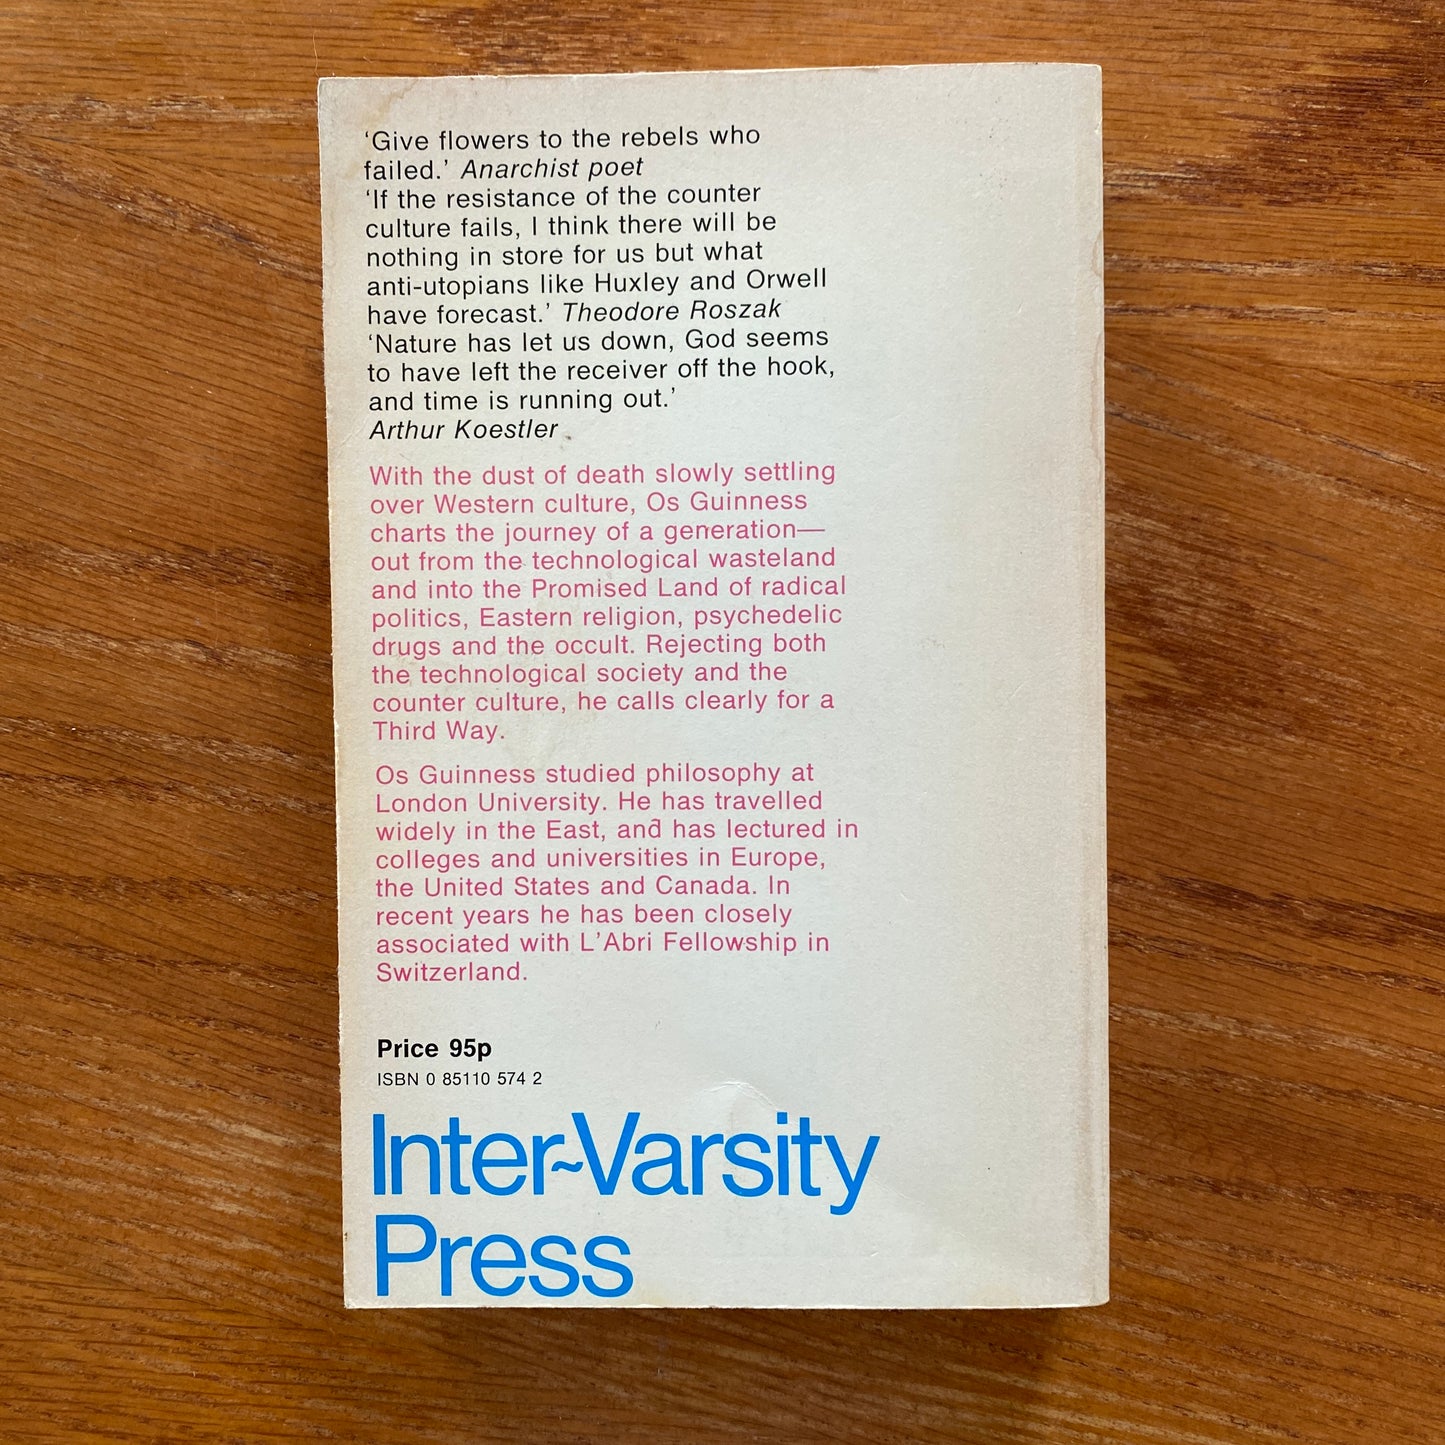 ‘Give flowers to the rebels who
failed.’ Anarchist poet
‘If the resistance of the counter
culture fails, I think there will be
nothing in store for us but what
anti-utopians like Huxley and Orwell
have forecast.’ Theodore Roszak
‘Nature has let us down, God seems
to have left the receiver off the hook,
and time is running out.’
Arthur Koestler
With the dust of death slowly settling
over Western culture, Os Guinness
charts the journey of a generation—
out from the technological wasteland
and into the Promised Land of radical
politics, Eastern religion, psychedelic
drugs and the occult. Rejecting both
the technological society and the
counter culture, he calls clearly for a
Third Way.
Os Guinness studied philosophy at
London University. He has travelled
widely in the East, and has lectured in
colleges and universities in Europe,
the United States and Canada. In
recent years he has been closely
associated with L’Abri Fellowship in
Switzerland.
Price 95p
ISBN 0 85110 574 2
Inter~Varsity
Press